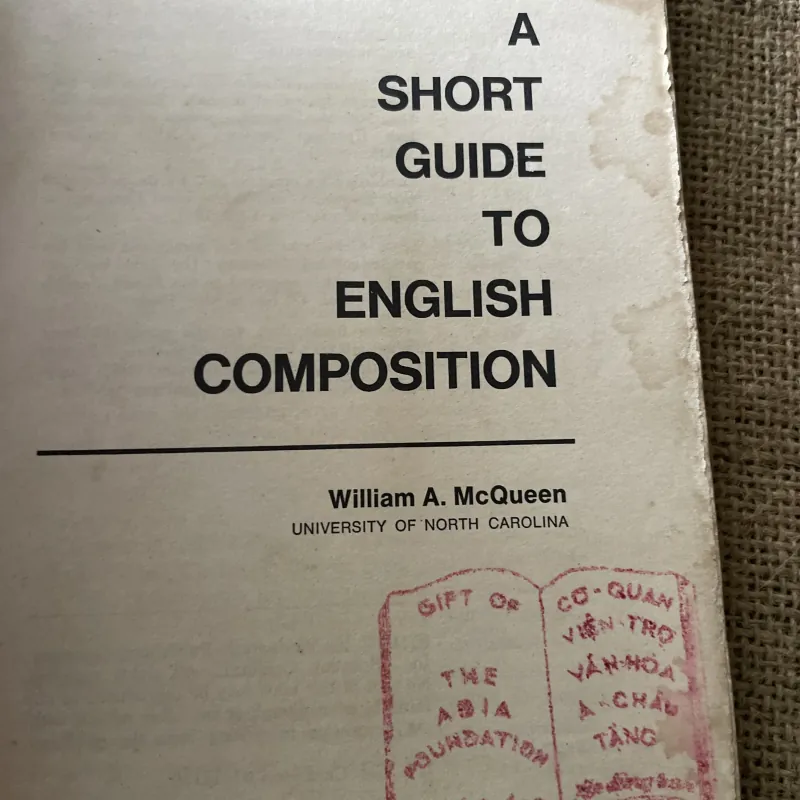 A
SHORT
GUIDE
TO
ENGLISH
COMPOSITION
William A. McQueen
UNIVERSITY OF NORTH CAROLINA
GIFT OF
THE
ASIA
FOUNDATION
CƠ-QUAN
VIỆN-TRỢ
VĂN-HÓA
Á-CHÂU
TẶNG